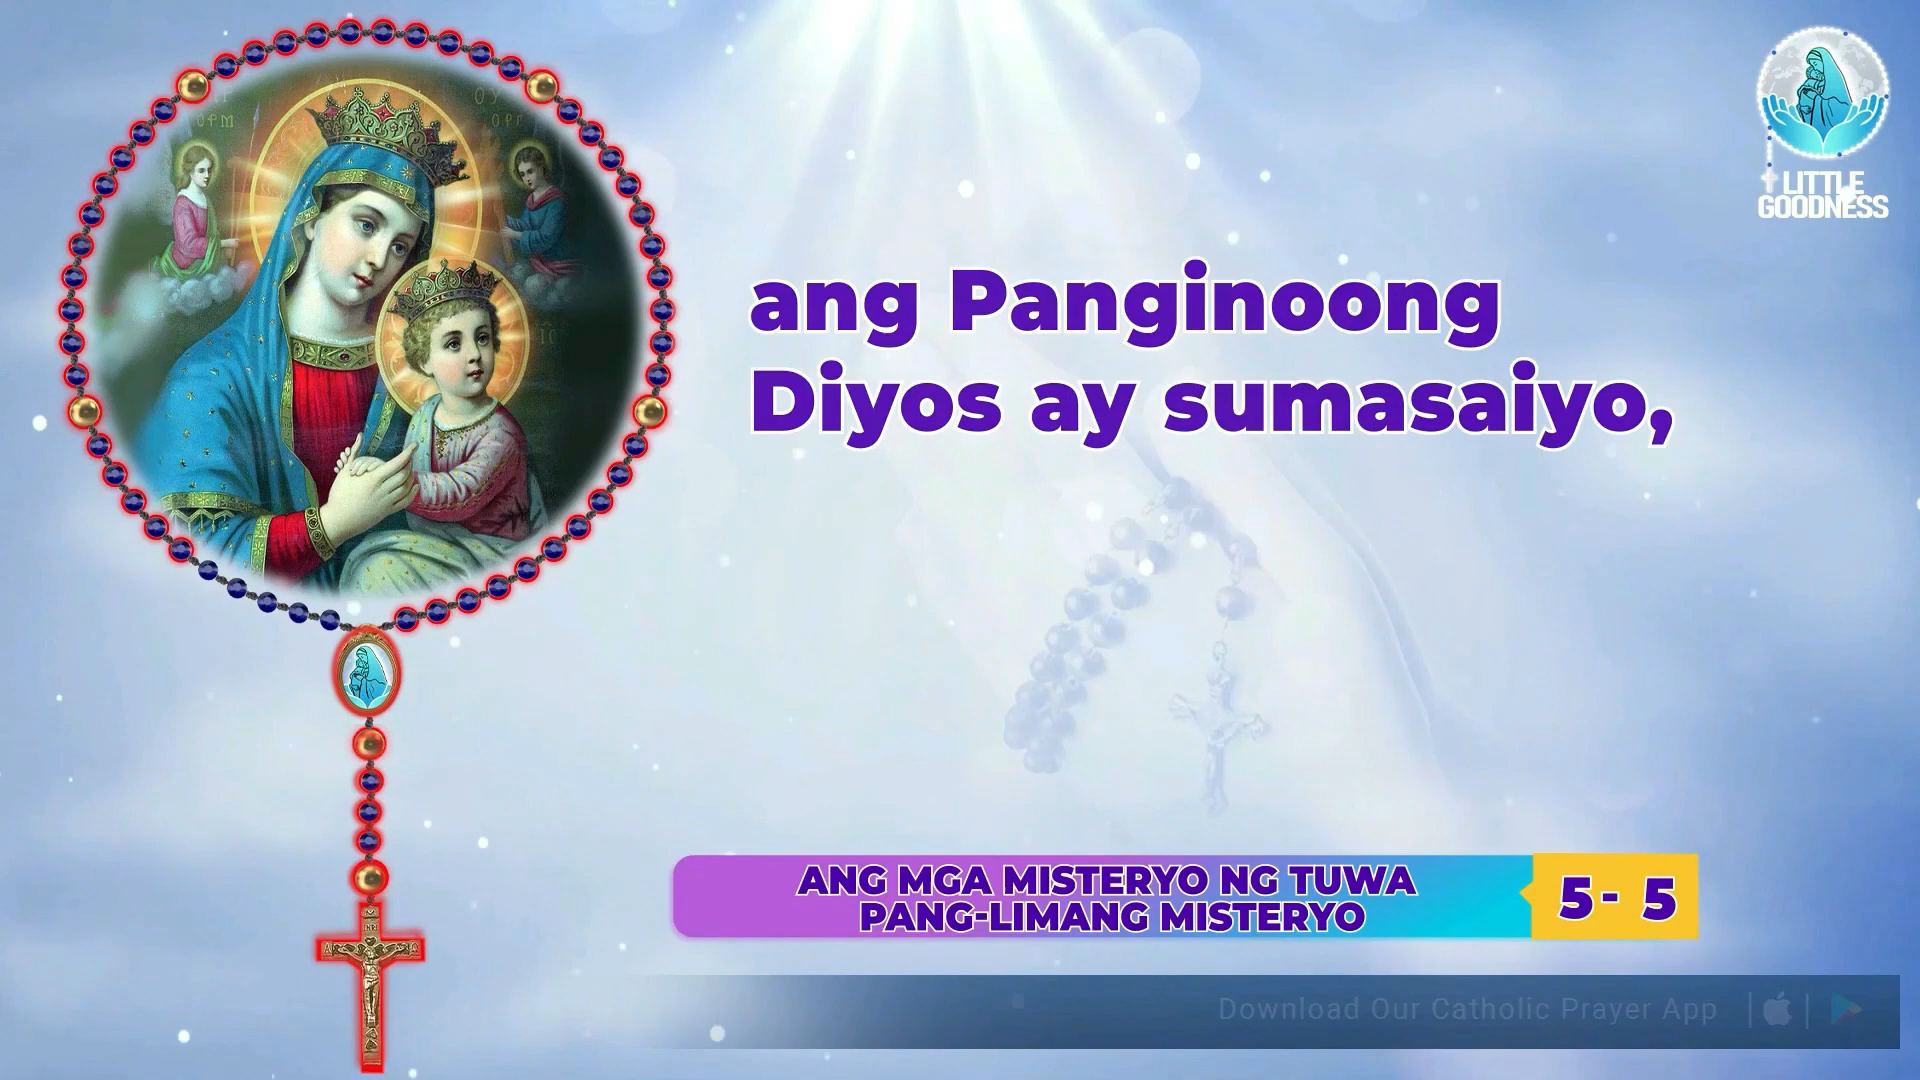 LITTLE
GOODNESS
ang Panginoong
Diyos ay sumasaiyo,
ANG MGA MISTERYO NG TUWA
PANG-LIMANG MISTERYO
5- 5
Download Our Catholic Prayer App
INRI